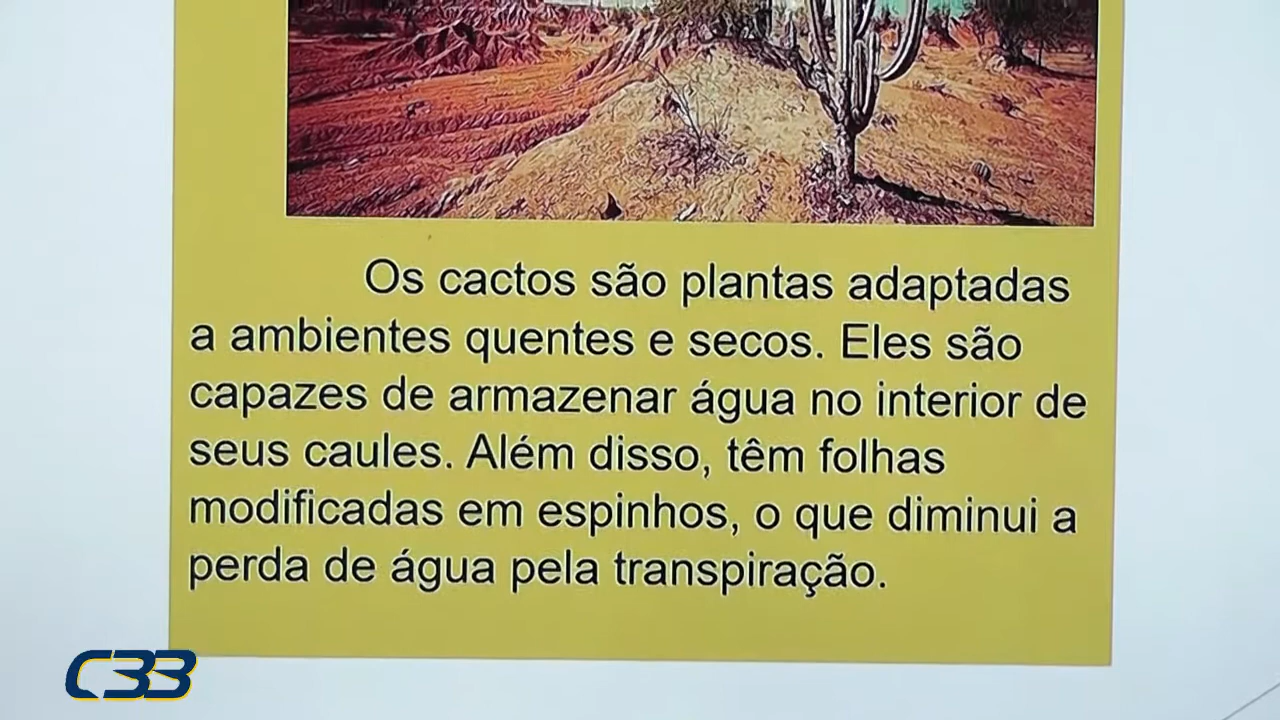 Os cactos são plantas adaptadas
a ambientes quentes e secos. Eles são
capazes de armazenar água no interior de
seus caules. Além disso, têm folhas
modificadas em espinhos, o que diminui a
perda de água pela transpiração.
C33